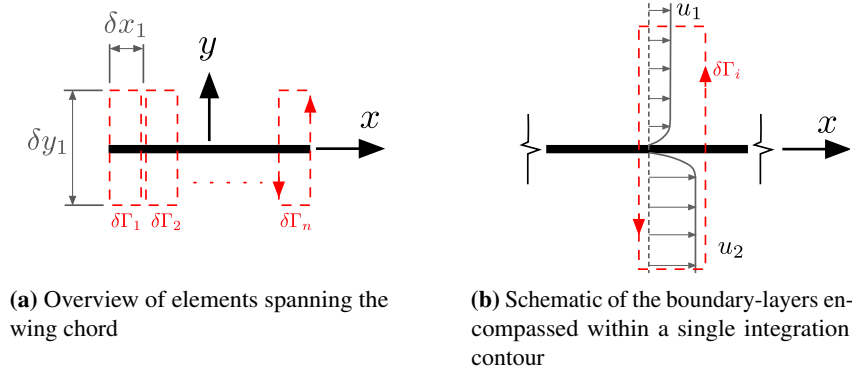 δx₁
y
x
δy₁
δΓ₁ δΓ₂ δΓₙ
u₁
δΓᵢ
x
u₂
(a) Overview of elements spanning the
wing chord
(b) Schematic of the boundary-layers en-
compassed within a single integration
contour